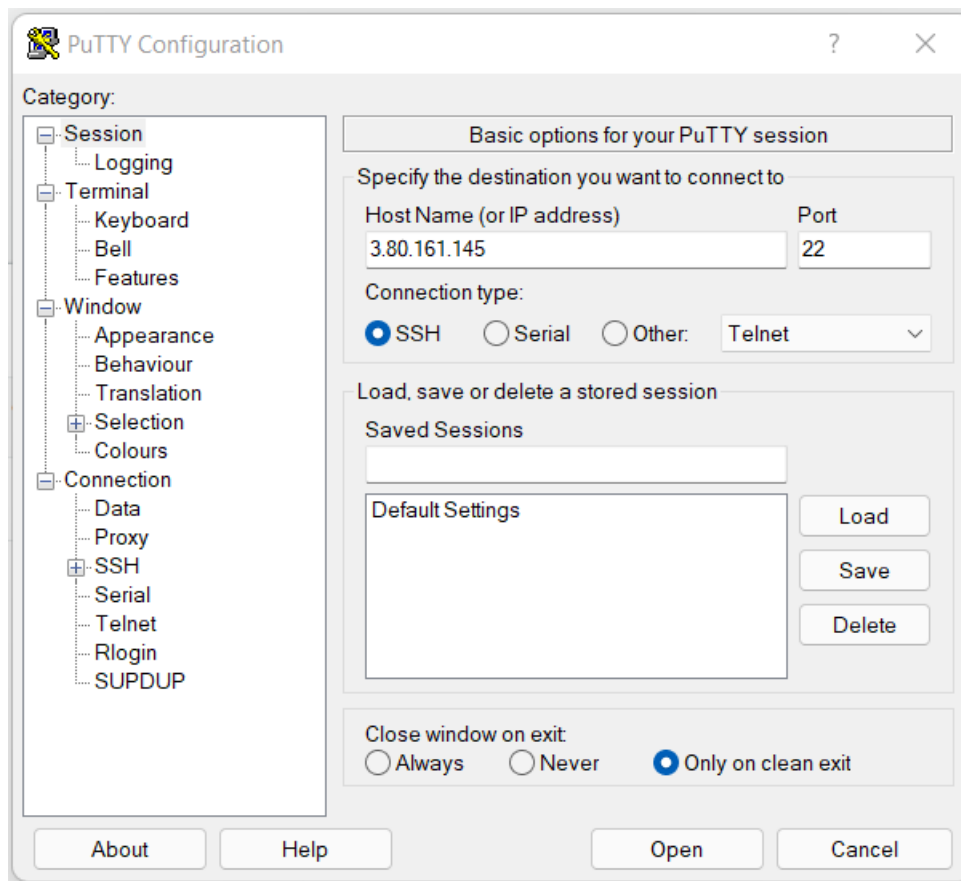 PuTTY Configuration
?
Category:
Session
Logging
Terminal
Keyboard
Bell
Features
Window
Appearance
Behaviour
Translation
Selection
Colours
Connection
Data
Proxy
SSH
Serial
Telnet
Rlogin
SUPDUP
Basic options for your PuTTY session
Specify the destination you want to connect to
Host Name (or IP address) Port
3.80.161.145 22
Connection type:
SSH Serial Other: Telnet
Load, save or delete a stored session
Saved Sessions
Default Settings
Load
Save
Delete
Close window on exit:
Always Never Only on clean exit
About Help Open Cancel